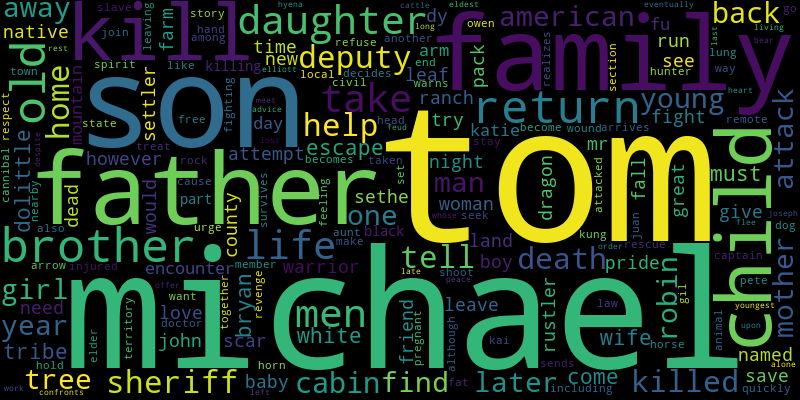 away
slave
story
leaving
farm
kill
daughter
american
back
go
native
join
hand
among
time
new
deputy
dy
owen
fu
run
see
hunter
hyena
long
another
refuse
cattle
eldest
eventually
living
bear
old
home
mountain
spirit
like
killing
settler
town
rest
local
elliott
decides
civil
arm
end
warns
leaf
pack
family
realizes
section
lung
way
last
heart
son
take
ranch
return
young
remote
respect
state
free
fighting
meet
advice
lost
day
help
head
feud
try
katie
become
wound
arrives
fight
cannibal
despite
dolittle
nearby
dead
however
treat
rock
attempt
becomes
escape
taken
stay
night
mr
attacked
fall
great
must
child
attack
father
tom
would
cause
part
urge
county
survives
feeling
aunt
make
one
set
sethe
black
man
woman
whose
seek
dragon
kung
juan
order
rescue
give
dog
joseph
flee
captain
mother
also
brother
arrow
injured
encounter
member
life
warrior
tell
late
shoot
peace
land
boy
death
pride
robin
gil
pete
youngest
upon
animal
girl
need
year
tribe
hold
elder
territory
michael
want
offer
love
doctor
john
scar
together
bryan
revenge
horn
left
men
white
friend
pregnant
although
leave
kai
rustler
law
wife
horse
named
save
alone
quickly
work
confronts
tree
sheriff
baby
cabin
find
fat
later
sends
including
come
killed